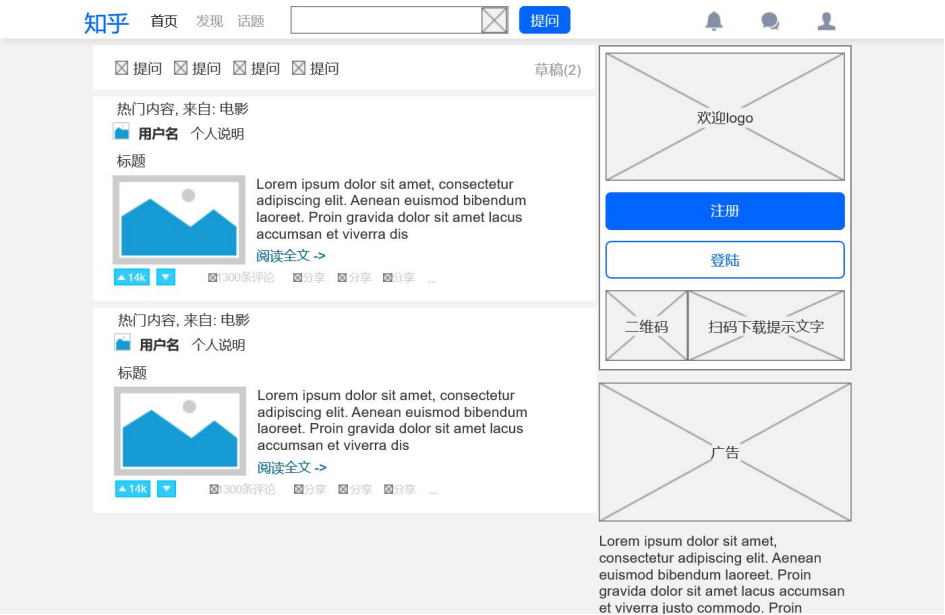 知乎 首页 发现 话题 提问
提问 提问 提问 提问 草稿(2)
热门内容, 来自: 电影
用户名 个人说明
标题
Lorem ipsum dolor sit amet, consectetur
adipiscing elit. Aenean euismod bibendum
laoreet. Proin gravida dolor sit amet lacus
accumsan et viverra dis
阅读全文 ->
14k 1300条评论 分享 分享 分享 ...
热门内容, 来自: 电影
用户名 个人说明
标题
Lorem ipsum dolor sit amet, consectetur
adipiscing elit. Aenean euismod bibendum
laoreet. Proin gravida dolor sit amet lacus
accumsan et viverra dis
阅读全文 ->
14k 1300条评论 分享 分享 分享 ...
欢迎logo
注册
登陆
二维码 扫码下载提示文字
广告
Lorem ipsum dolor sit amet,
consectetur adipiscing elit. Aenean
euismod bibendum laoreet. Proin
gravida dolor sit amet lacus accumsan
et viverra justo commodo. Proin